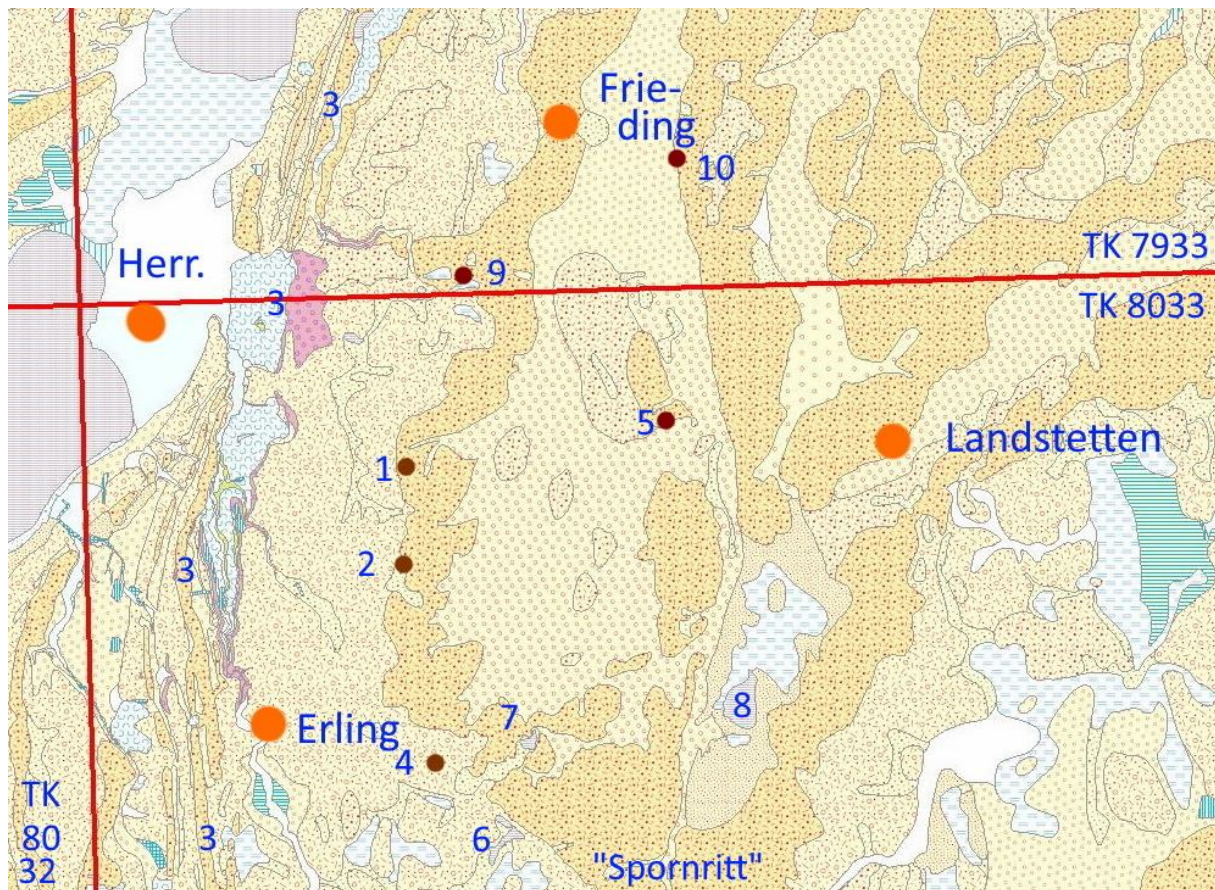 Frie-
ding
3
10
TK 7933
Herr.
9
TK 8033
3
5
Landstetten
1
2
3
8
7
Erling
4
TK
80
32
3
6
"Spornritt"